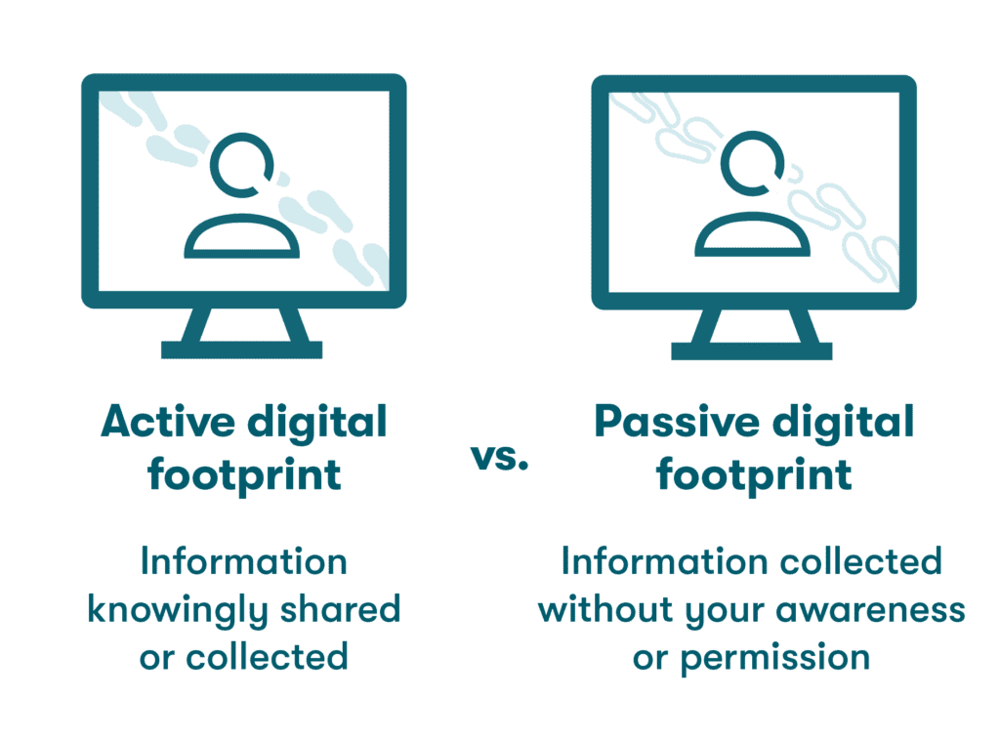 Active digital
footprint
vs.
Passive digital
footprint
Information
knowingly shared
or collected
Information collected
without your awareness
or permission